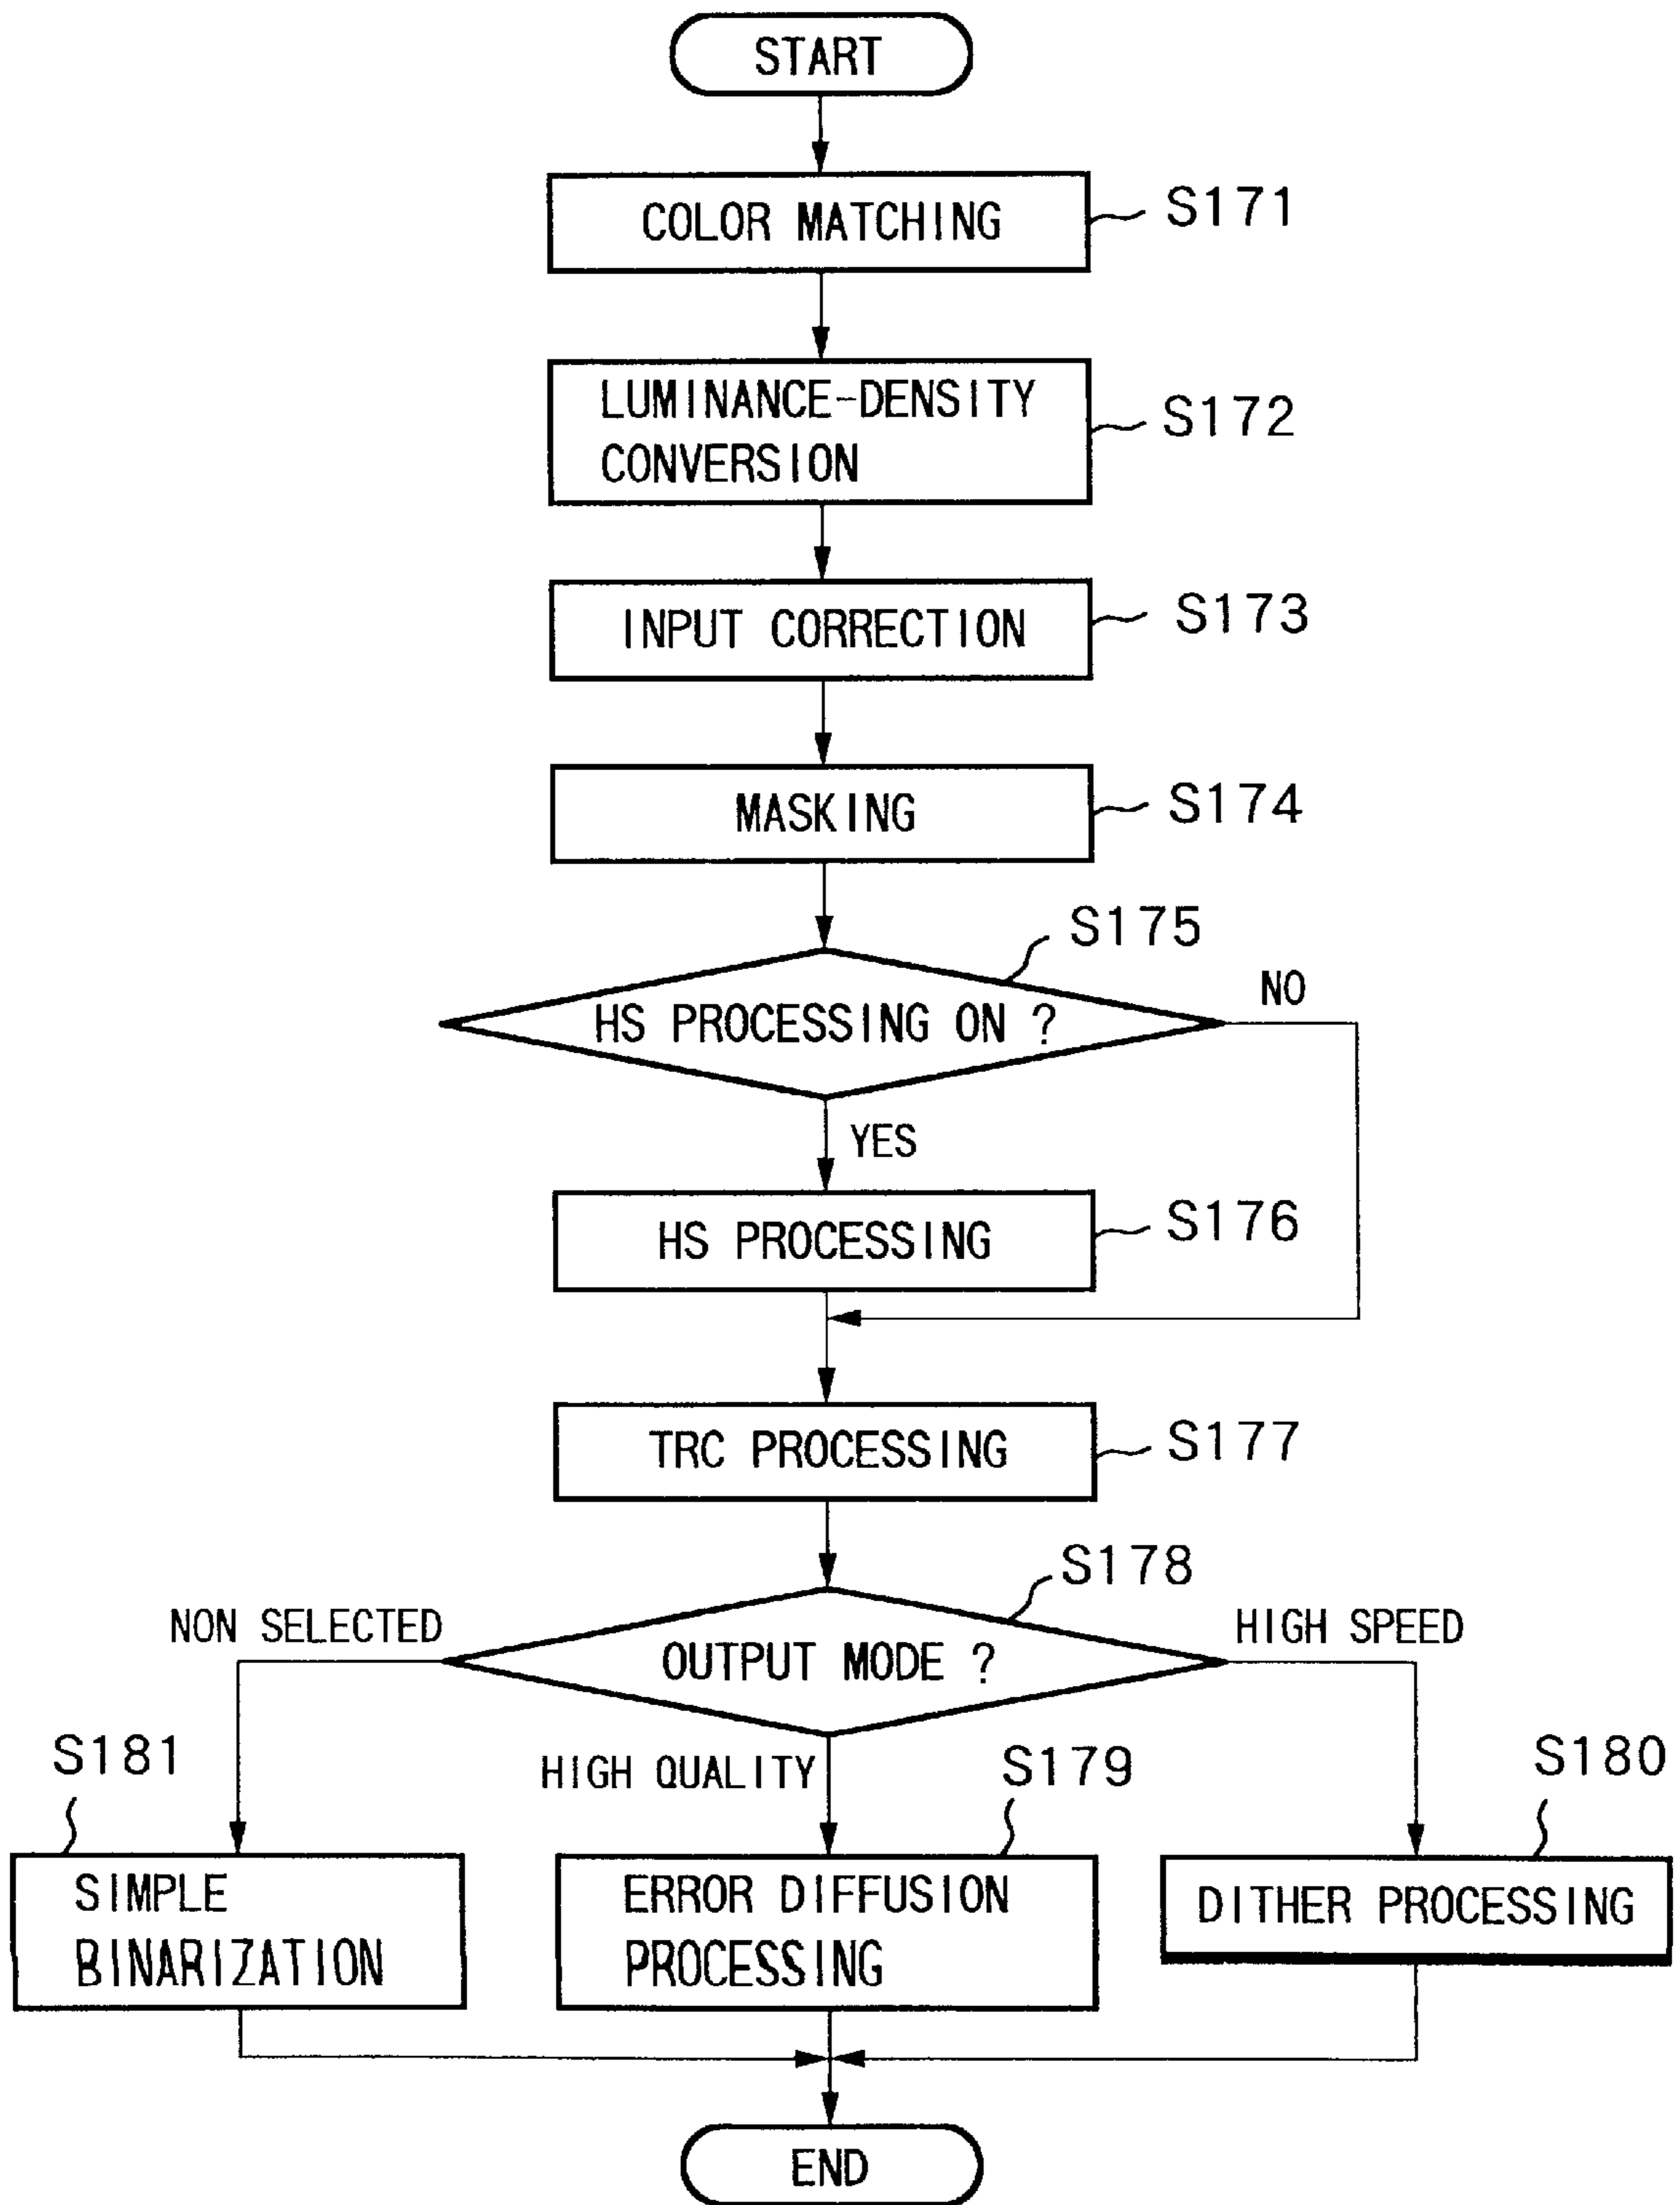 START
COLOR MATCHING
S171
LUMINANCE-DENSITY
CONVERSION
S172
INPUT CORRECTION
S173
MASKING
S174
S175
HS PROCESSING ON ?
NO
YES
HS PROCESSING
S176
TRC PROCESSING
S177
S178
NON SELECTED
OUTPUT MODE ?
HIGH SPEED
S181
HIGH QUALITY
S179
S180
SIMPLE
BINARIZATION
ERROR DIFFUSION
PROCESSING
DITHER PROCESSING
END